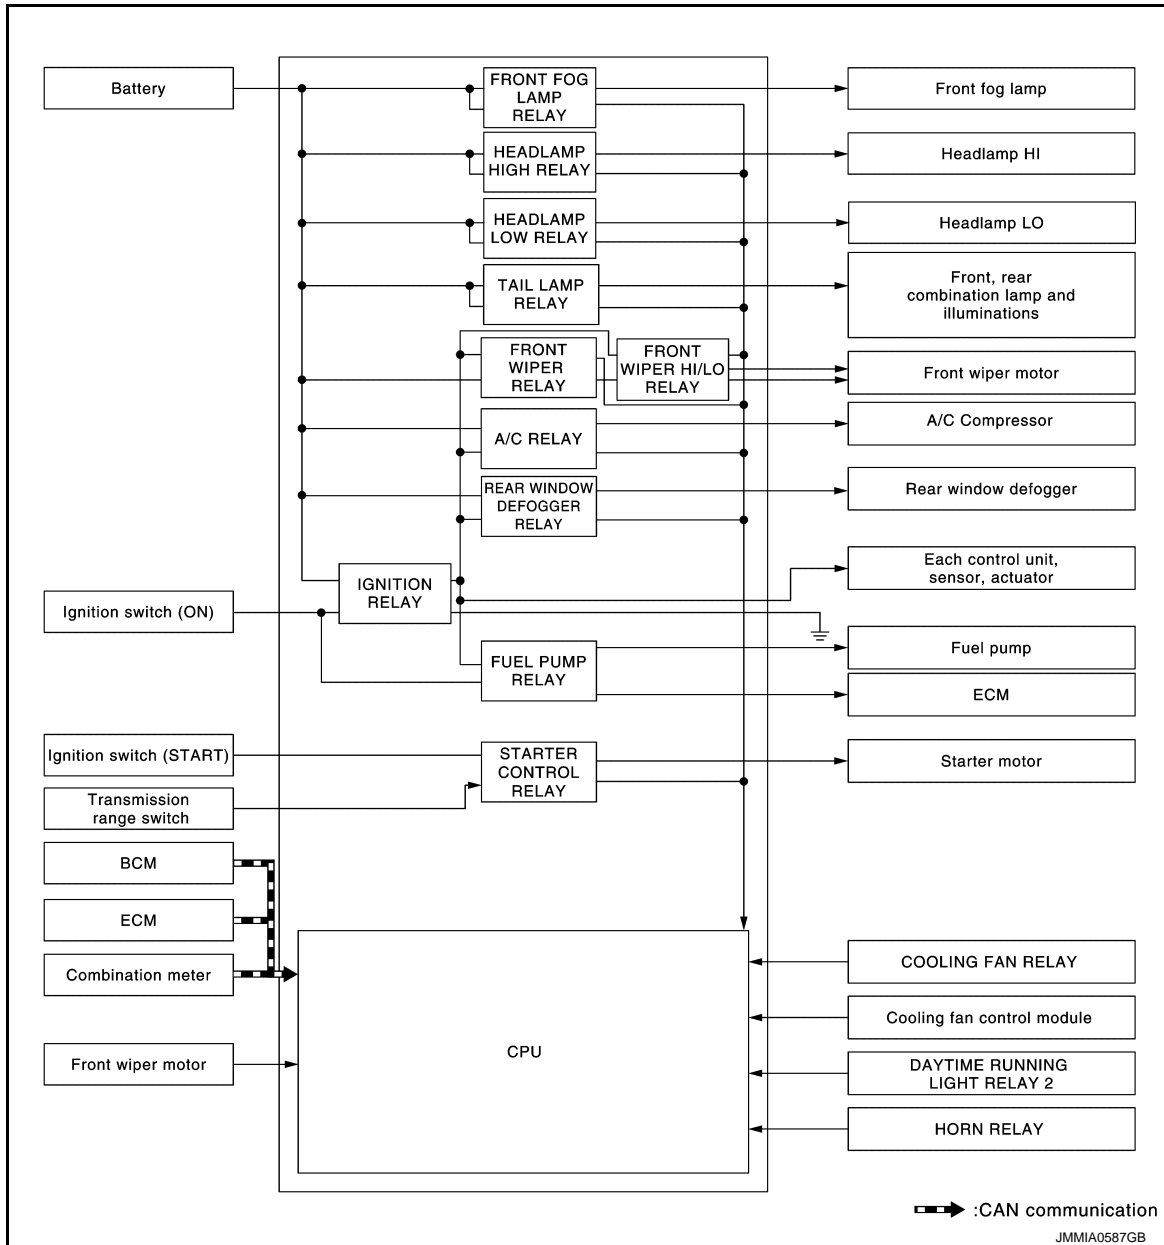 Battery
FRONT FOG
LAMP
RELAY
Front fog lamp
HEADLAMP
HIGH RELAY
Headlamp HI
HEADLAMP
LOW RELAY
Headlamp LO
TAIL LAMP
RELAY
Front, rear
combination lamp and
illuminations
FRONT
WIPER
RELAY
FRONT
WIPER HI/LO
RELAY
Front wiper motor
A/C RELAY
A/C Compressor
REAR WINDOW
DEFOGGER
RELAY
Rear window defogger
IGNITION
RELAY
Each control unit,
sensor, actuator
Ignition switch (ON)
FUEL PUMP
RELAY
Fuel pump
ECM
Ignition switch (START)
STARTER
CONTROL
RELAY
Starter motor
Transmission
range switch
BCM
ECM
Combination meter
Front wiper motor
CPU
COOLING FAN RELAY
Cooling fan control module
DAYTIME RUNNING
LIGHT RELAY 2
HORN RELAY
:CAN communication
JMMIA0587GB